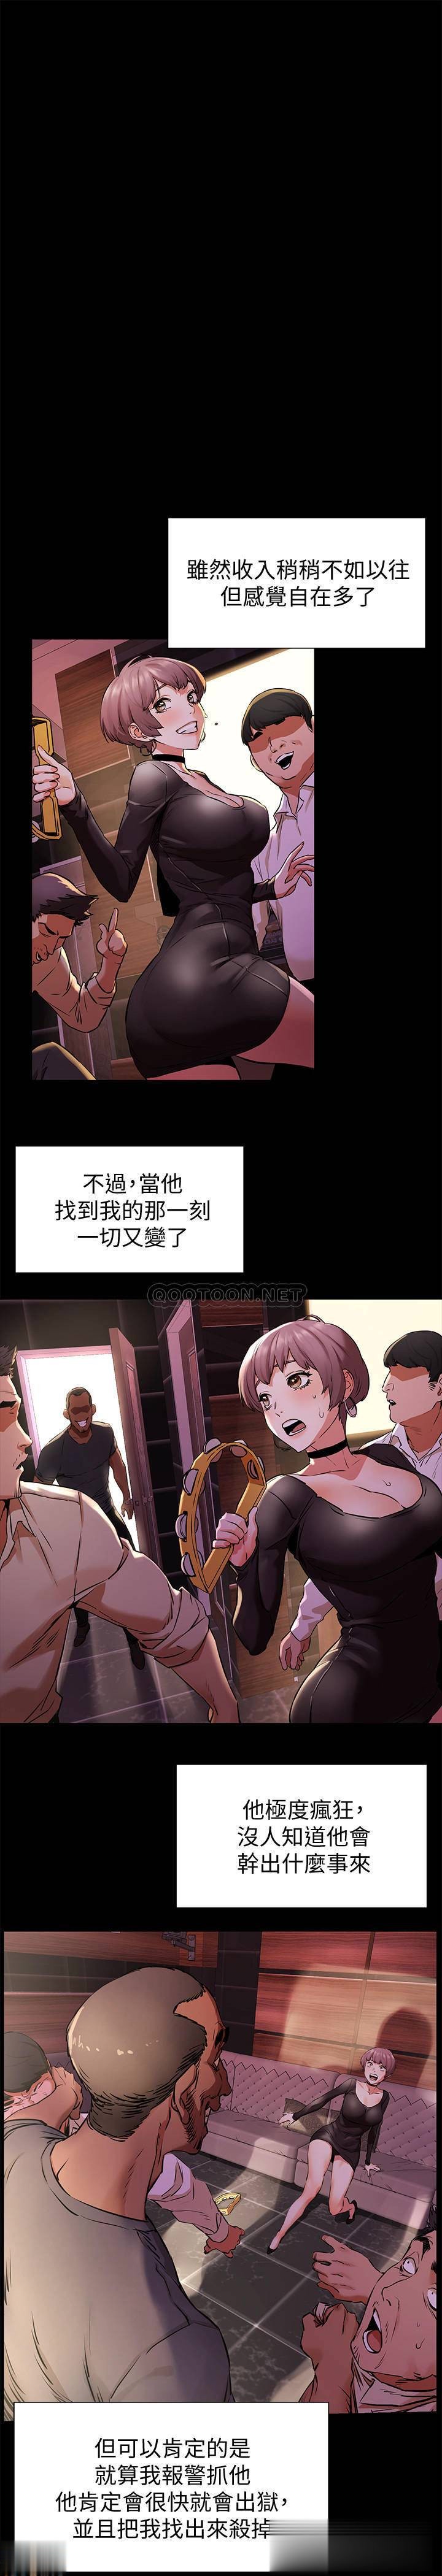 雖然收入稍稍不如以往
但感覺自在多了
不過，當他
找到我的那一刻
一切又變了
QOOTOON.NET
他極度瘋狂，
沒人知道他會
幹出什麼事來
但可以肯定的是
就算我報警抓他
他肯定會很快就會出獄，
並且把我找出來殺掉